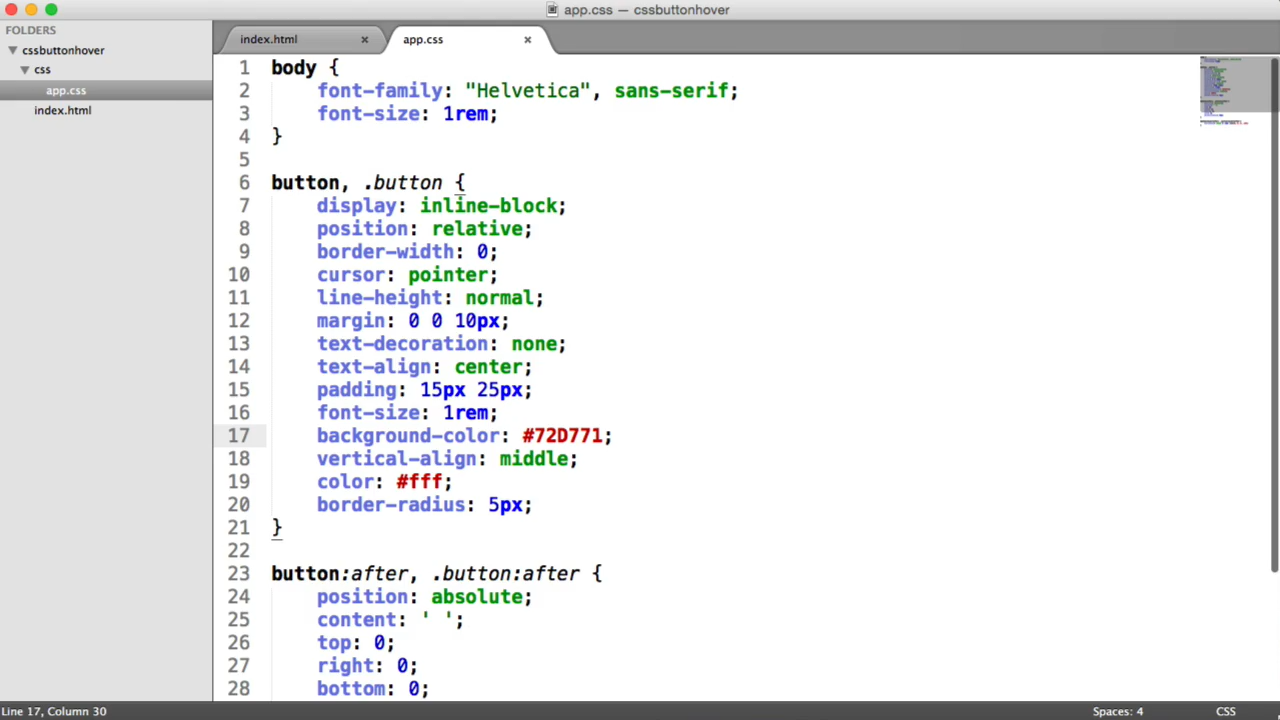 app.css — cssbuttonhover
FOLDERS
cssbuttonhover
css
app.css
index.html
index.html ×
app.css ×
1 body {
2 font-family: "Helvetica", sans-serif;
3 font-size: 1rem;
4 }
5
6 button, .button {
7 display: inline-block;
8 position: relative;
9 border-width: 0;
10 cursor: pointer;
11 line-height: normal;
12 margin: 0 0 10px;
13 text-decoration: none;
14 text-align: center;
15 padding: 15px 25px;
16 font-size: 1rem;
17 background-color: #72D771;
18 vertical-align: middle;
19 color: #fff;
20 border-radius: 5px;
21 }
22
23 button:after, .button:after {
24 position: absolute;
25 content: ' ';
26 top: 0;
27 right: 0;
28 bottom: 0;
Line 17, Column 30
Spaces: 4
CSS